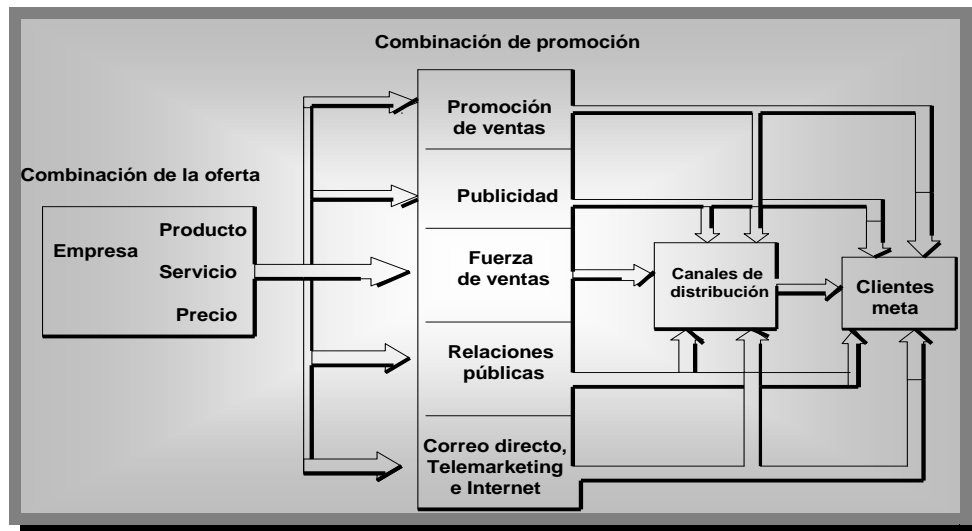 Combinación de promoción
Combinación de la oferta
Empresa
Producto
Servicio
Precio
Promoción
de ventas
Publicidad
Fuerza
de ventas
Relaciones
públicas
Correo directo,
Telemarketing
e Internet
Canales de
distribución
Clientes
meta